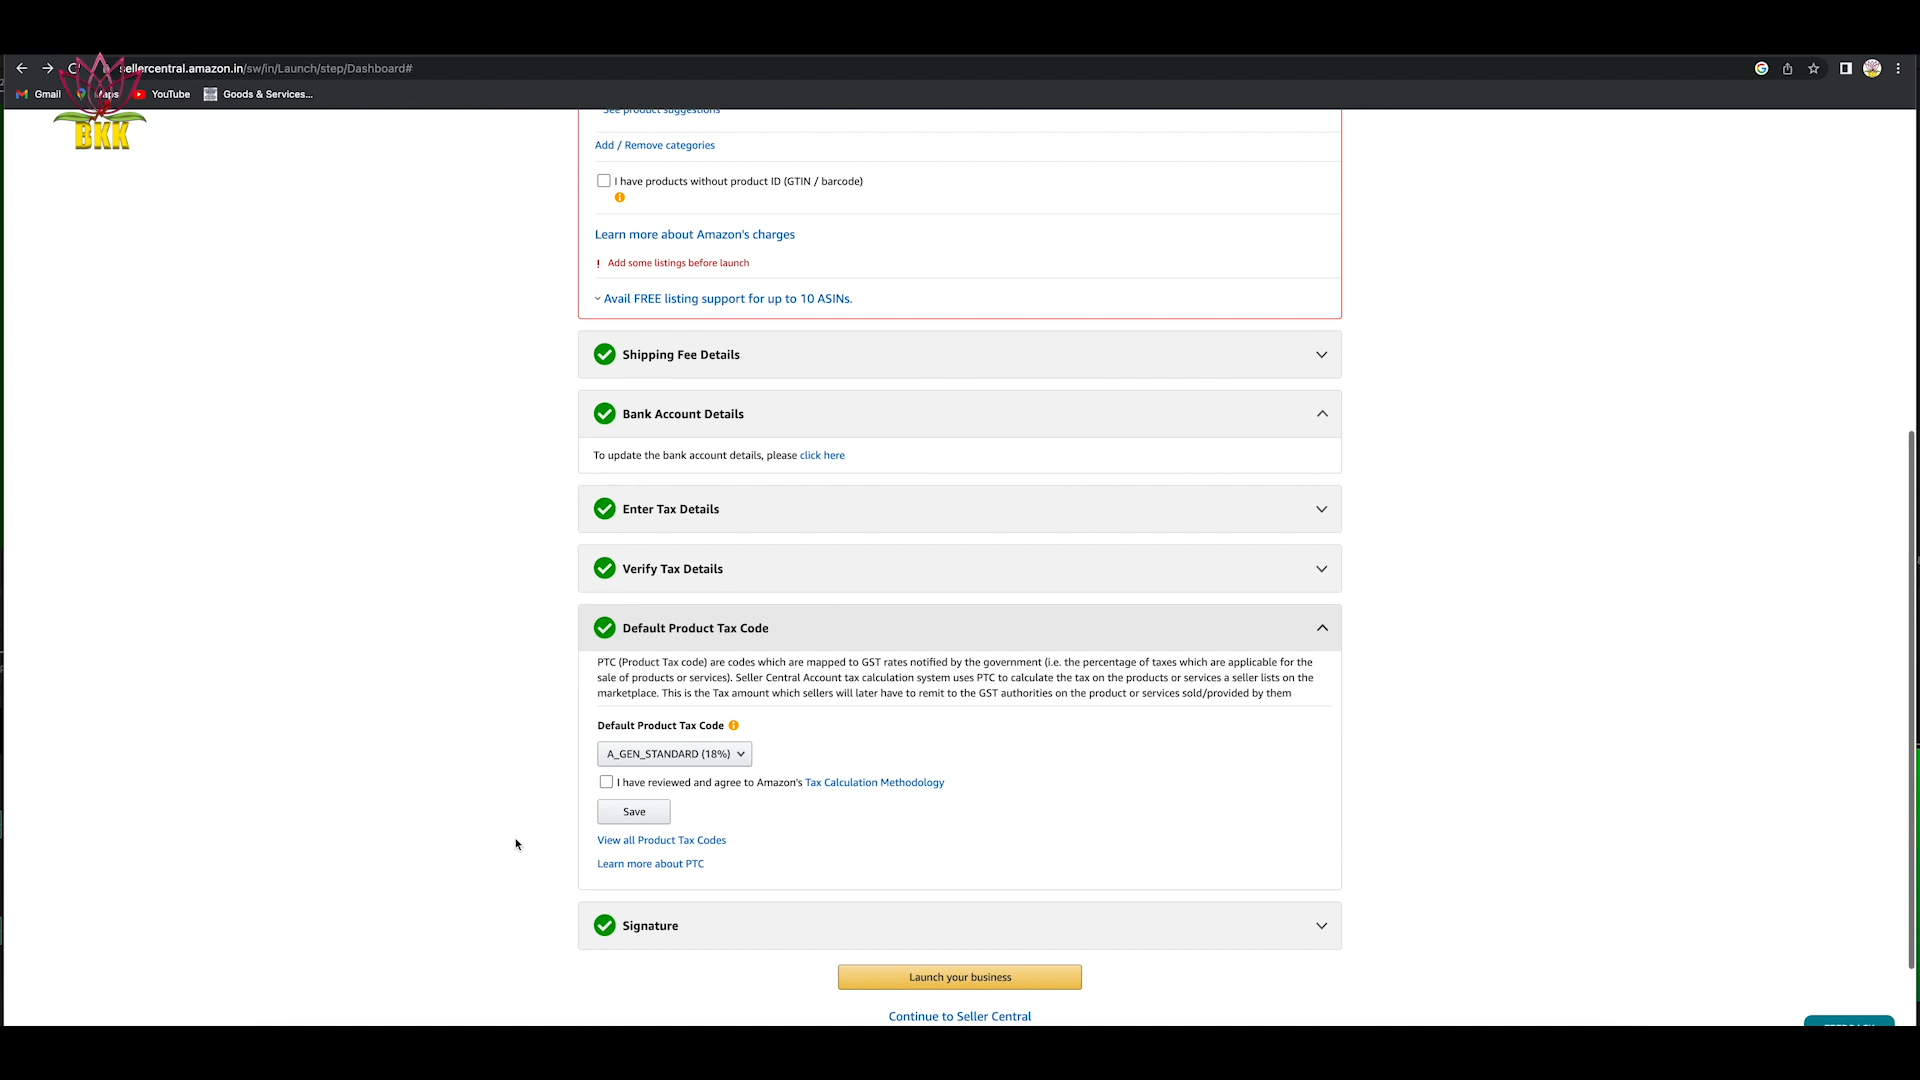 sellercentral.amazon.in/sw/in/Launch/step/Dashboard#
Gmail
Maps
YouTube
Goods & Services...
BKK
See product suggestions
Add / Remove categories
I have products without product ID (GTIN / barcode)
Learn more about Amazon's charges
! Add some listings before launch
Avail FREE listing support for up to 10 ASINs.
Shipping Fee Details
Bank Account Details
To update the bank account details, please click here
Enter Tax Details
Verify Tax Details
Default Product Tax Code
PTC (Product Tax code) are codes which are mapped to GST rates notified by the government (i.e. the percentage of taxes which are applicable for the
sale of products or services). Seller Central Account tax calculation system uses PTC to calculate the tax on the products or services a seller lists on the
marketplace. This is the Tax amount which sellers will later have to remit to the GST authorities on the product or services sold/provided by them
Default Product Tax Code
A_GEN_STANDARD (18%)
I have reviewed and agree to Amazon's Tax Calculation Methodology
Save
View all Product Tax Codes
Learn more about PTC
Signature
Launch your business
Continue to Seller Central